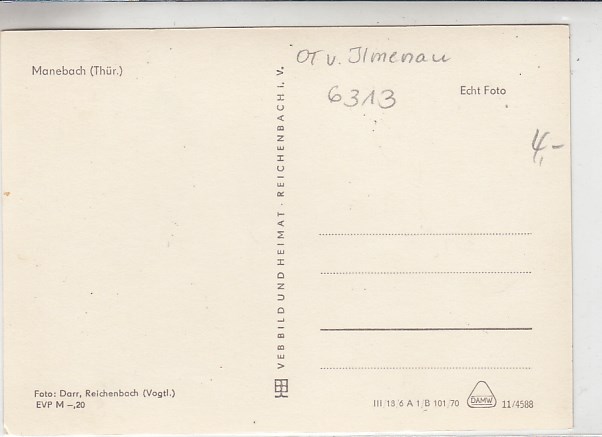 Manebach (Thür.)
OT v. Ilmenau
6313
Echt Foto
4,-
VEB BILD UND HEIMAT · REICHENBACH I. V.
Foto: Darr, Reichenbach (Vogtl.)
EVP M –,20
III/13/6 A 1/B 101/70
DAMW
11/4588